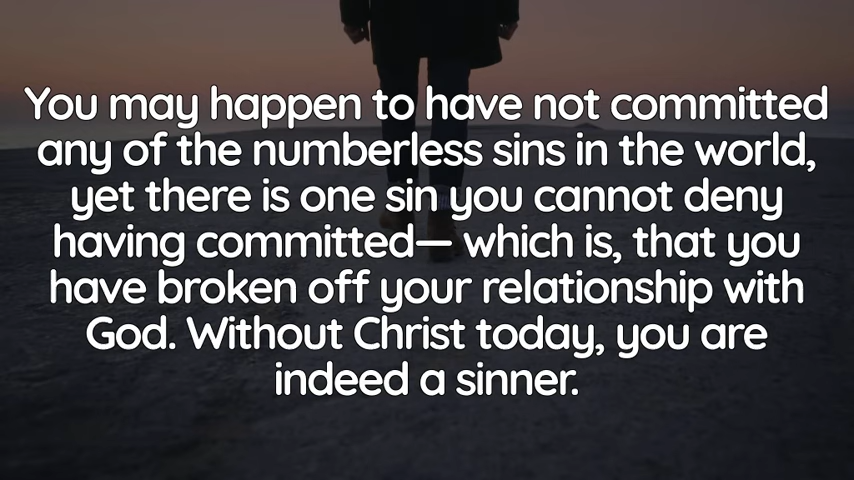 You may happen to have not committed
any of the numberless sins in the world,
yet there is one sin you cannot deny
having committed— which is, that you
have broken off your relationship with
God. Without Christ today, you are
indeed a sinner.